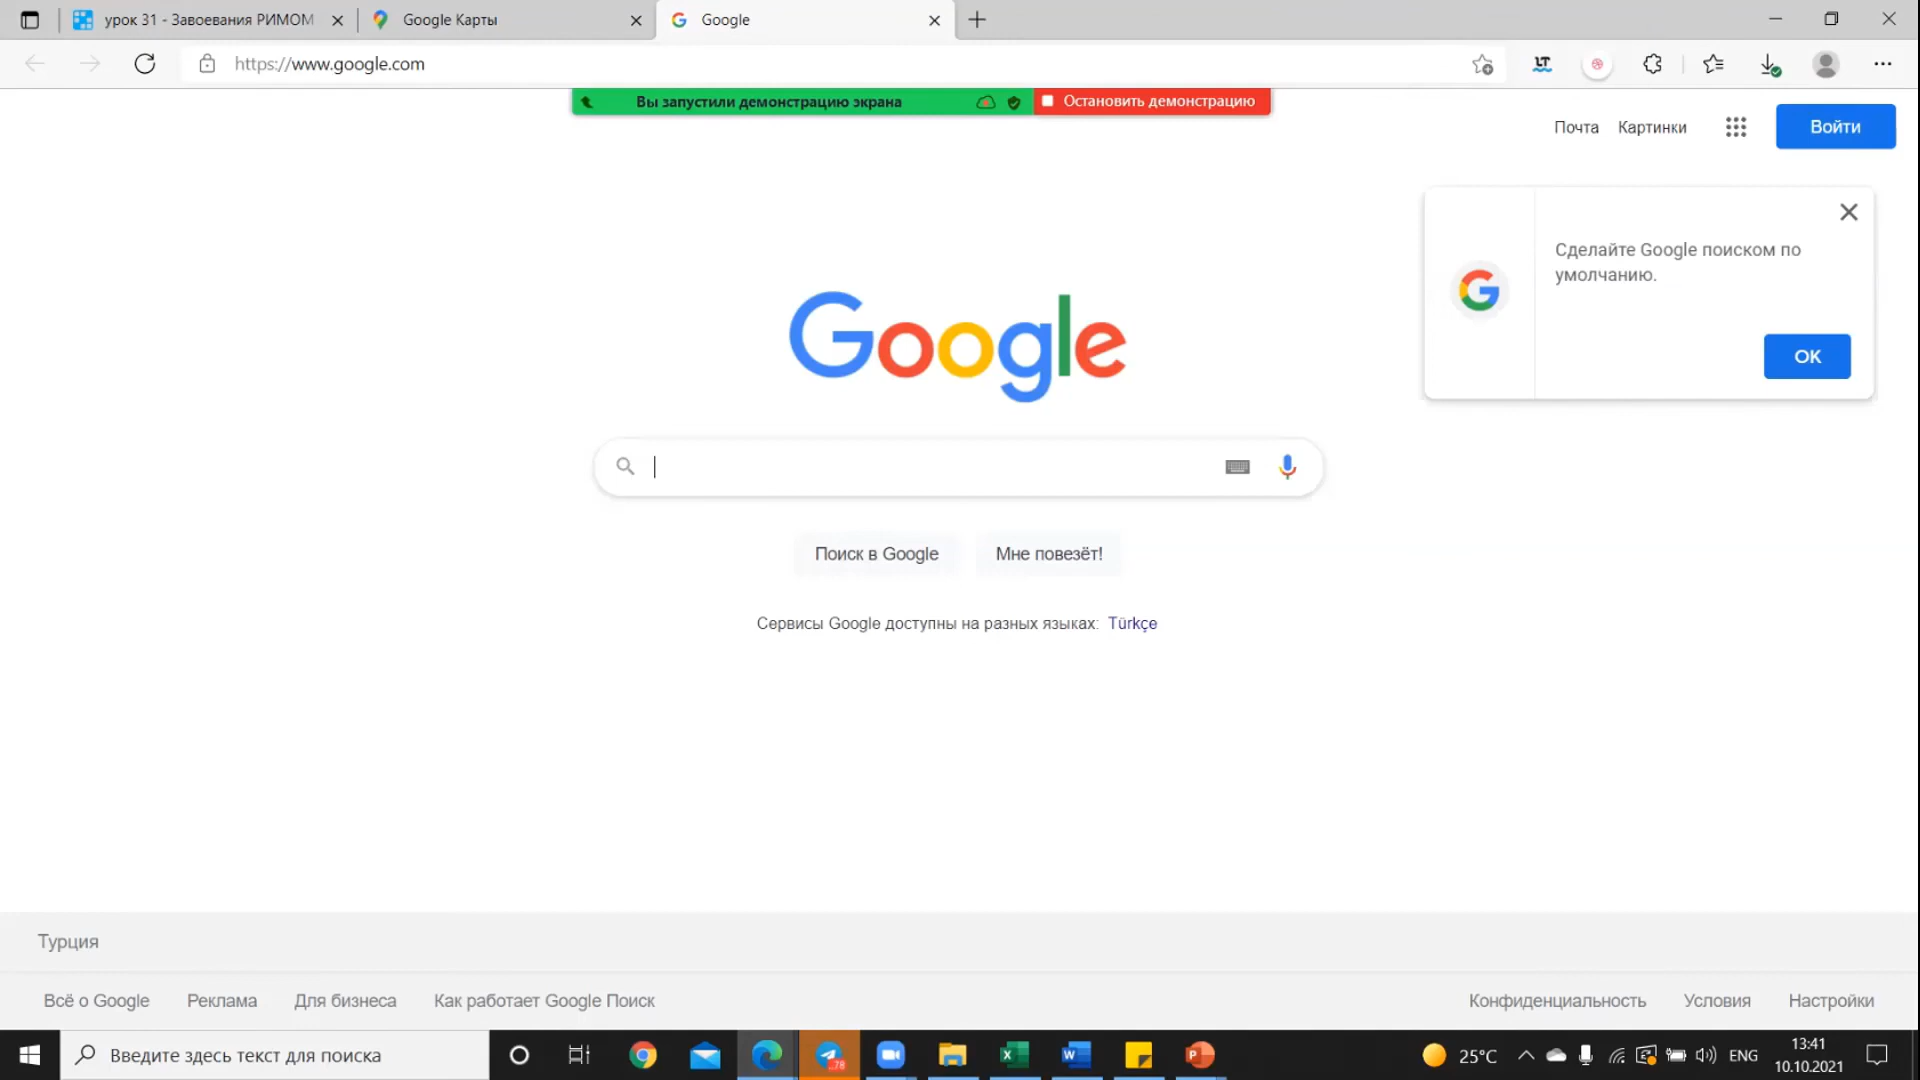 урок 31 - Завоевания РИМОМ
Google Карты
Google
https://www.google.com
Вы запустили демонстрацию экрана
Остановить демонстрацию
Почта
Картинки
Войти
Сделайте Google поиском по
умолчанию.
OK
Google
Поиск в Google
Мне повезёт!
Сервисы Google доступны на разных языках: Türkçe
Турция
Всё о Google
Реклама
Для бизнеса
Как работает Google Поиск
Конфиденциальность
Условия
Настройки
Введите здесь текст для поиска
78
25°C
ENG
13:41
10.10.2021